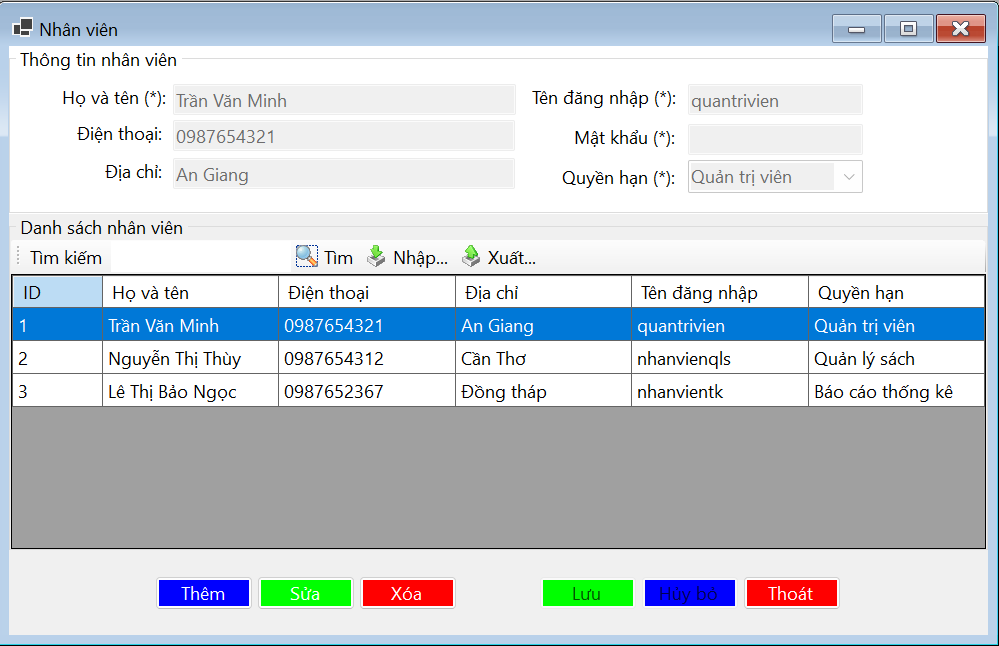 Nhân viên
Thông tin nhân viên
Họ và tên (*): Trần Văn Minh Tên đăng nhập (*): quantrivien
Điện thoại: 0987654321 Mật khẩu (*):
Địa chỉ: An Giang Quyền hạn (*): Quản trị viên
Danh sách nhân viên
Tìm kiếm Tìm Nhập... Xuất...
ID Họ và tên Điện thoại Địa chỉ Tên đăng nhập Quyền hạn
1 Trần Văn Minh 0987654321 An Giang quantrivien Quản trị viên
2 Nguyễn Thị Thùy 0987654312 Cần Thơ nhanvienqls Quản lý sách
3 Lê Thị Bảo Ngọc 0987652367 Đồng tháp nhanvientk Báo cáo thống kê
Thêm Sửa Xóa Lưu Huỷ bỏ Thoát